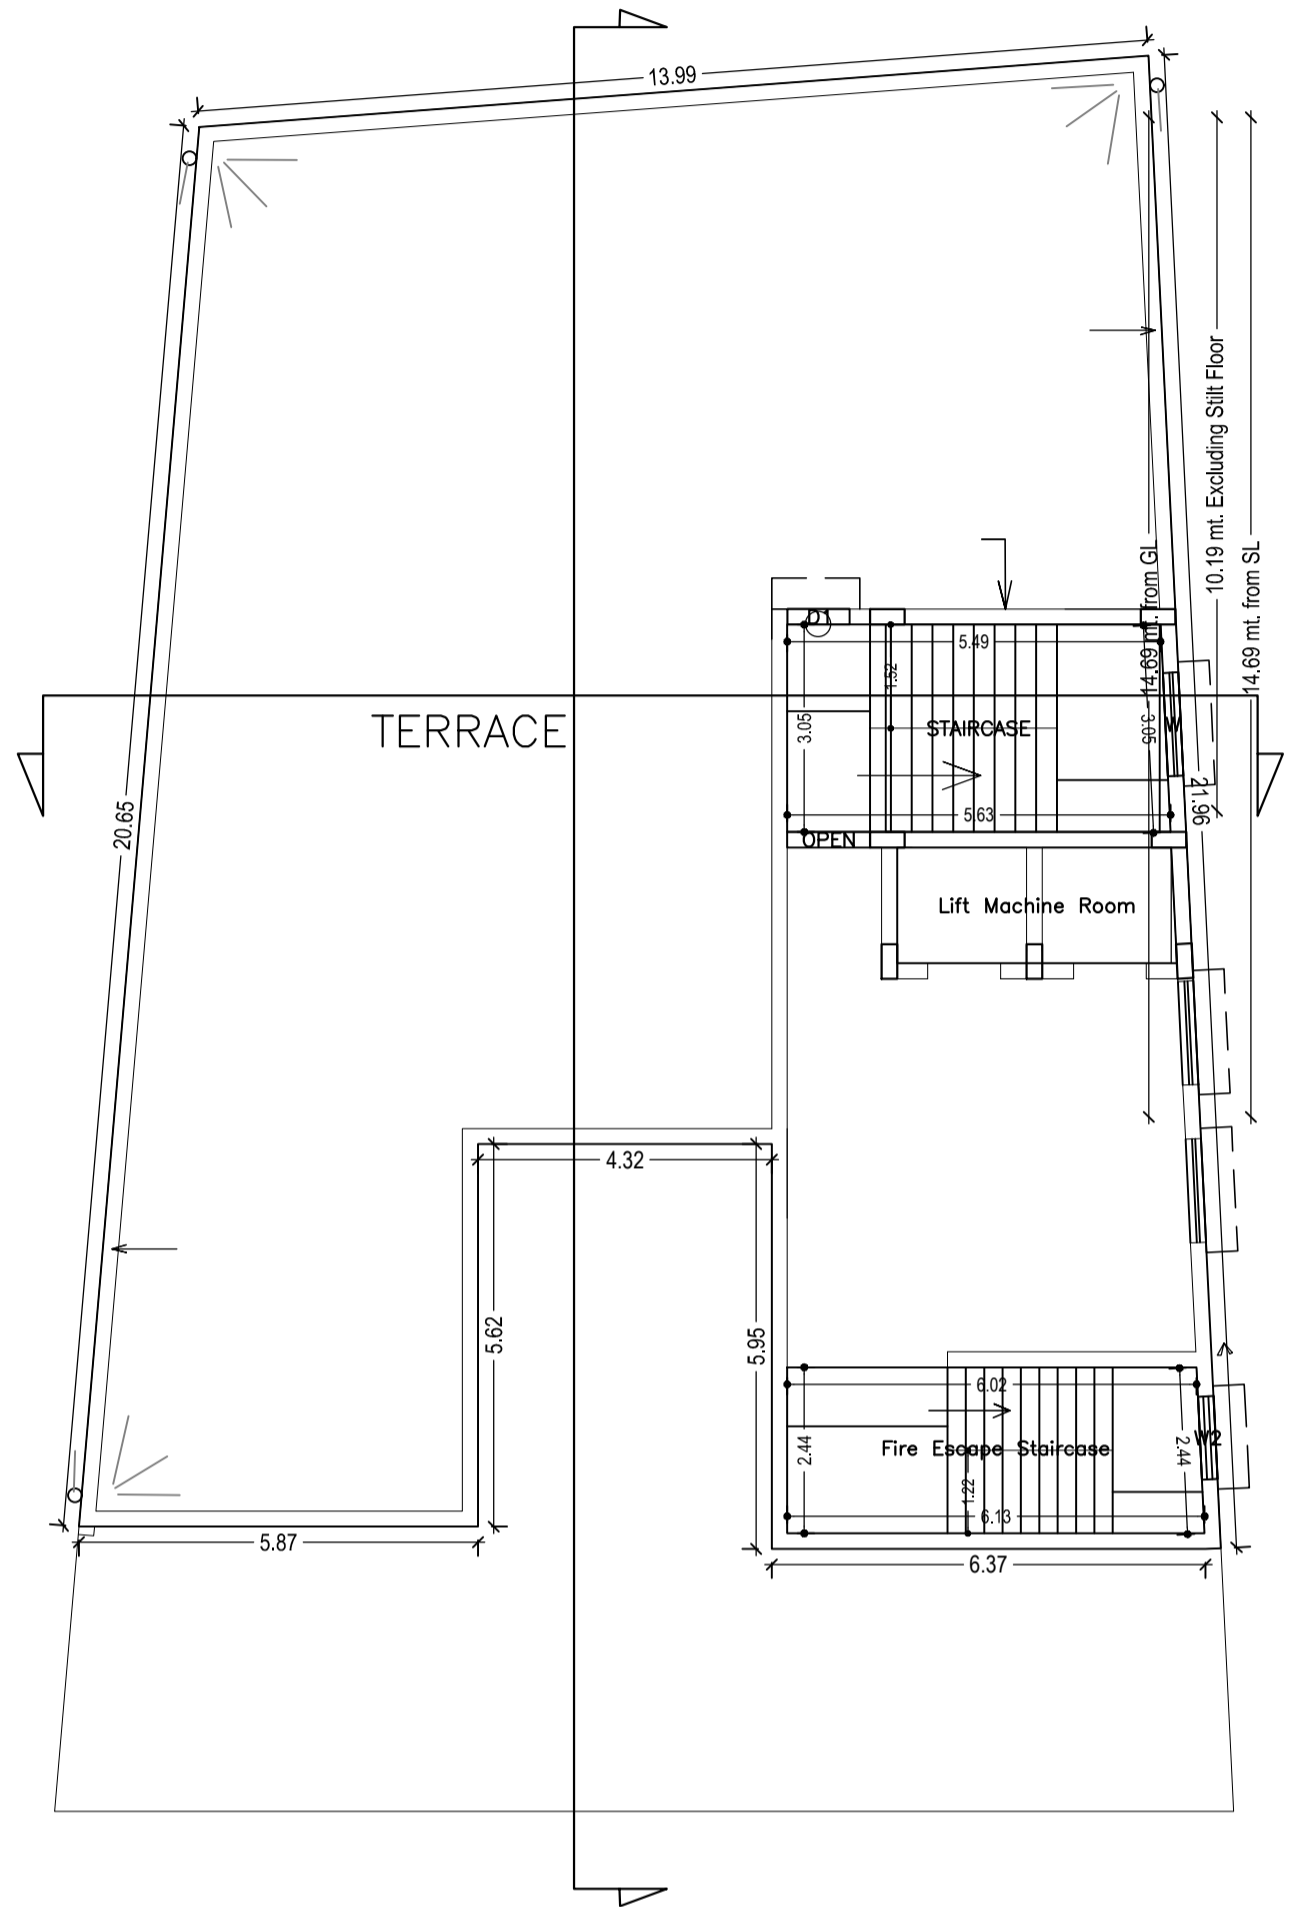 13.99
10.19 mt. Excluding Stilt Floor
14.69 mt. from GL
14.69 mt. from SL
D1
5.49
1.52
TERRACE
3.05
STAIRCASE
3.05
W
21.96
20.65
5.63
OPEN
Lift Machine Room
4.32
5.62
5.95
6.02
2.44
Fire Escape Staircase
2.44
W2
1.22
6.13
5.87
6.37